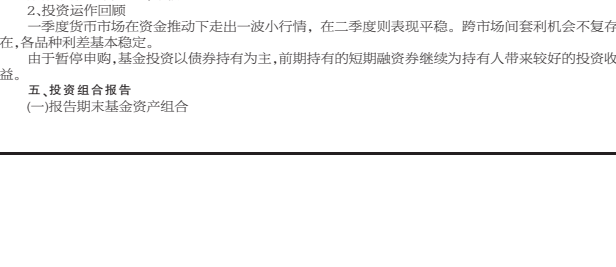 2、投资运作回顾
一季度货币市场在资金推动下走出一波小行情，在二季度则表现平稳。跨市场间套利机会不复存
在，各品种利差基本稳定。
由于暂停申购，基金投资以债券持有为主，前期持有的短期融资券继续为持有人带来较好的投资收
益。
五、投资组合报告
(一)报告期末基金资产组合